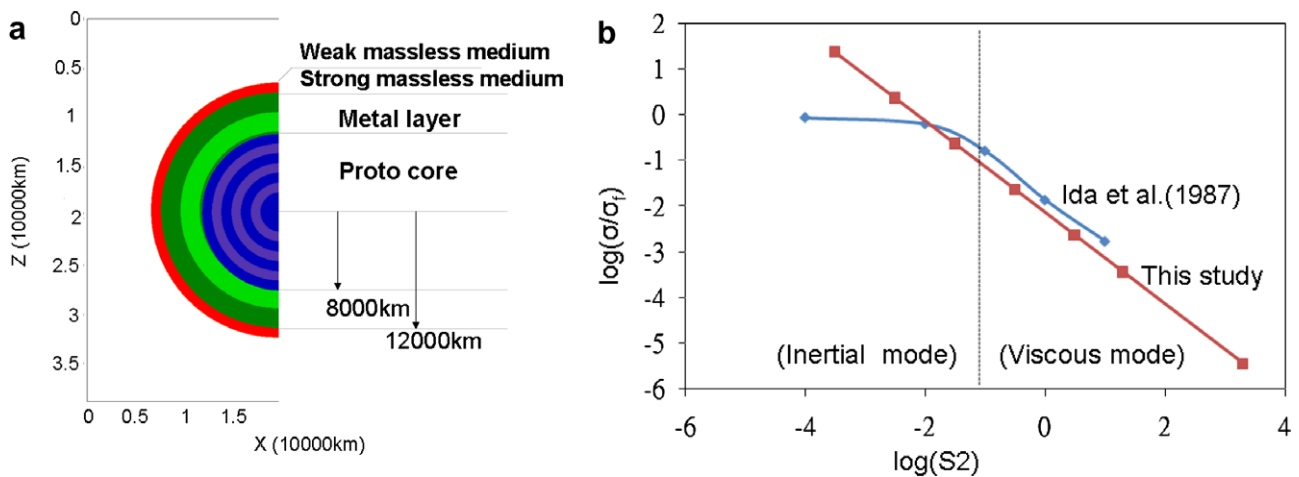 a
0
0.5
1
1.5
2
2.5
3
3.5
Z (10000km)
0 0.5 1 1.5
X (10000km)
Weak massless medium
Strong massless medium
Metal layer
Proto core
8000km
12000km
b
2
1
0
-1
-2
-3
-4
-5
-6
log(σ/σf)
Ida et al.(1987)
This study
(Inertial mode)
(Viscous mode)
-6 -4 -2 0 2 4
log(S2)